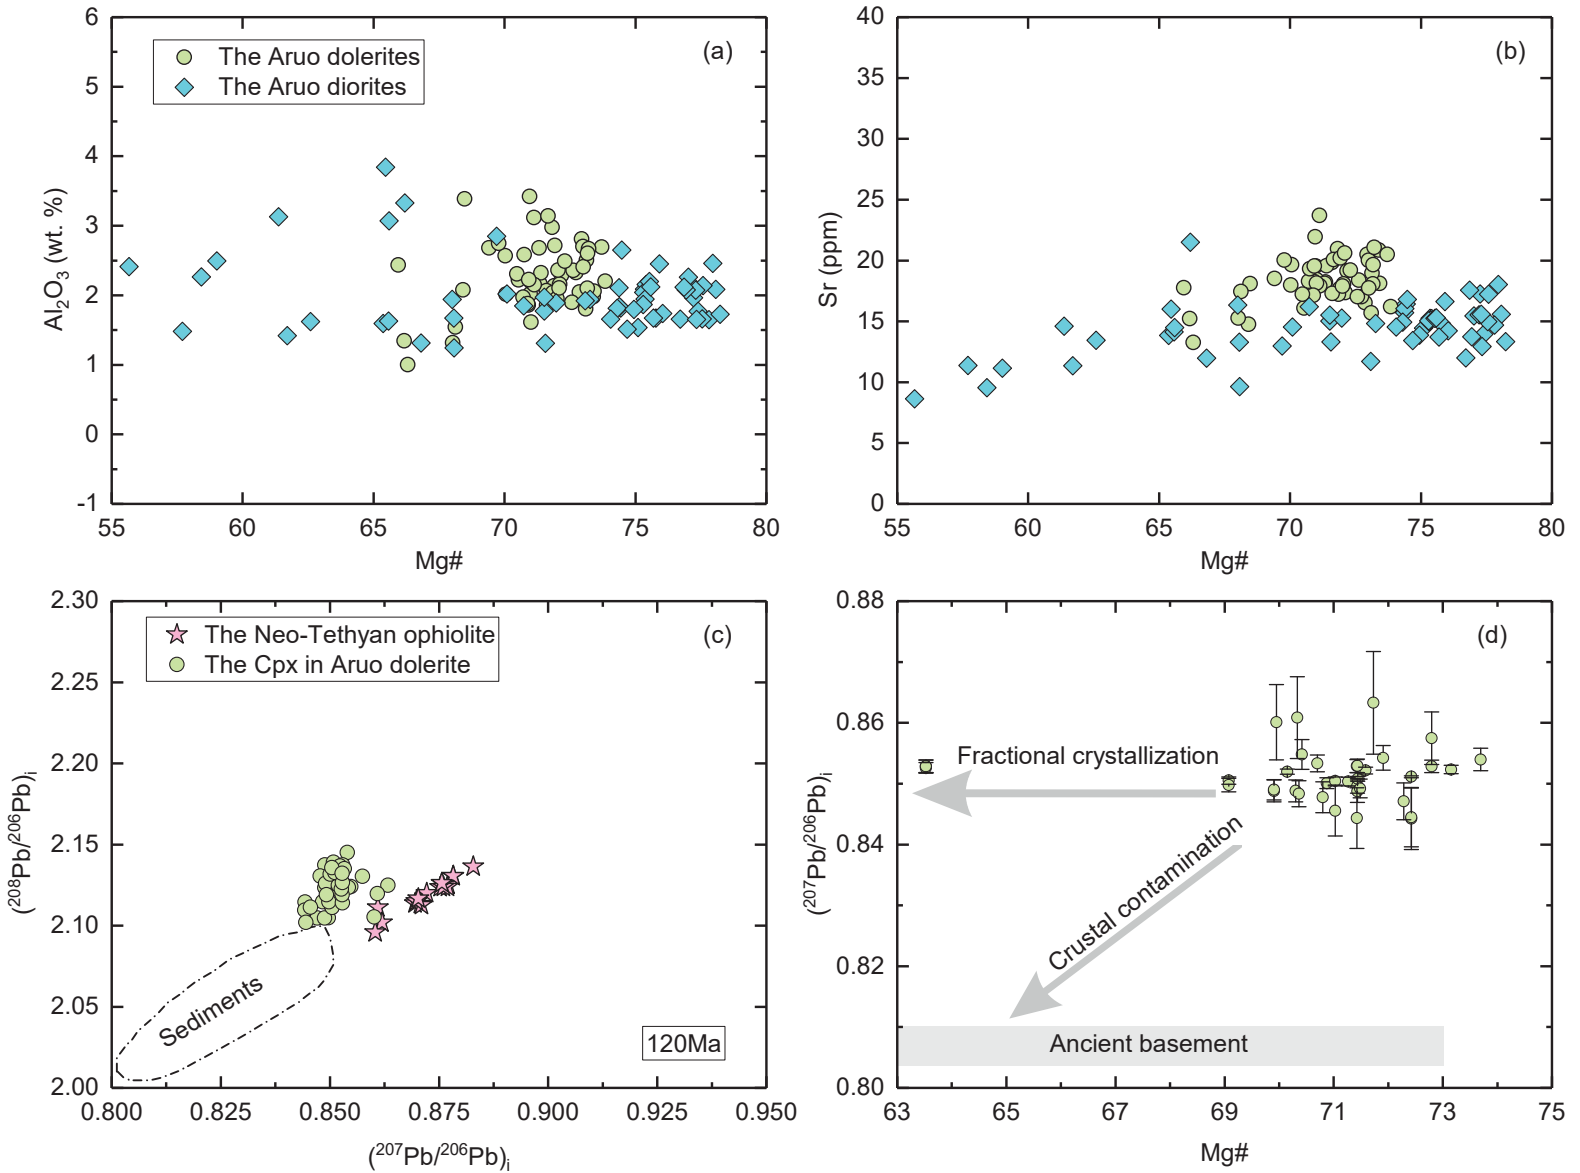 6
5
4
3
2
1
0
-1
Al₂O₃ (wt. %)
The Aruo dolerites
The Aruo diorites
(a)
55
60
65
70
75
80
Mg#
40
35
30
25
20
15
10
5
0
Sr (ppm)
(b)
55
60
65
70
75
80
Mg#
2.30
2.25
2.20
2.15
2.10
2.05
2.00
(²⁰⁸Pb/²⁰⁶Pb)ᵢ
The Neo-Tethyan ophiolite
The Cpx in Aruo dolerite
(c)
Sediments
120Ma
0.800
0.825
0.850
0.875
0.900
0.925
0.950
(²⁰⁷Pb/²⁰⁶Pb)ᵢ
0.88
0.86
0.84
0.82
0.80
(²⁰⁷Pb/²⁰⁶Pb)ᵢ
(d)
Fractional crystallization
Crustal contamination
Ancient basement
63
65
67
69
71
73
75
Mg#